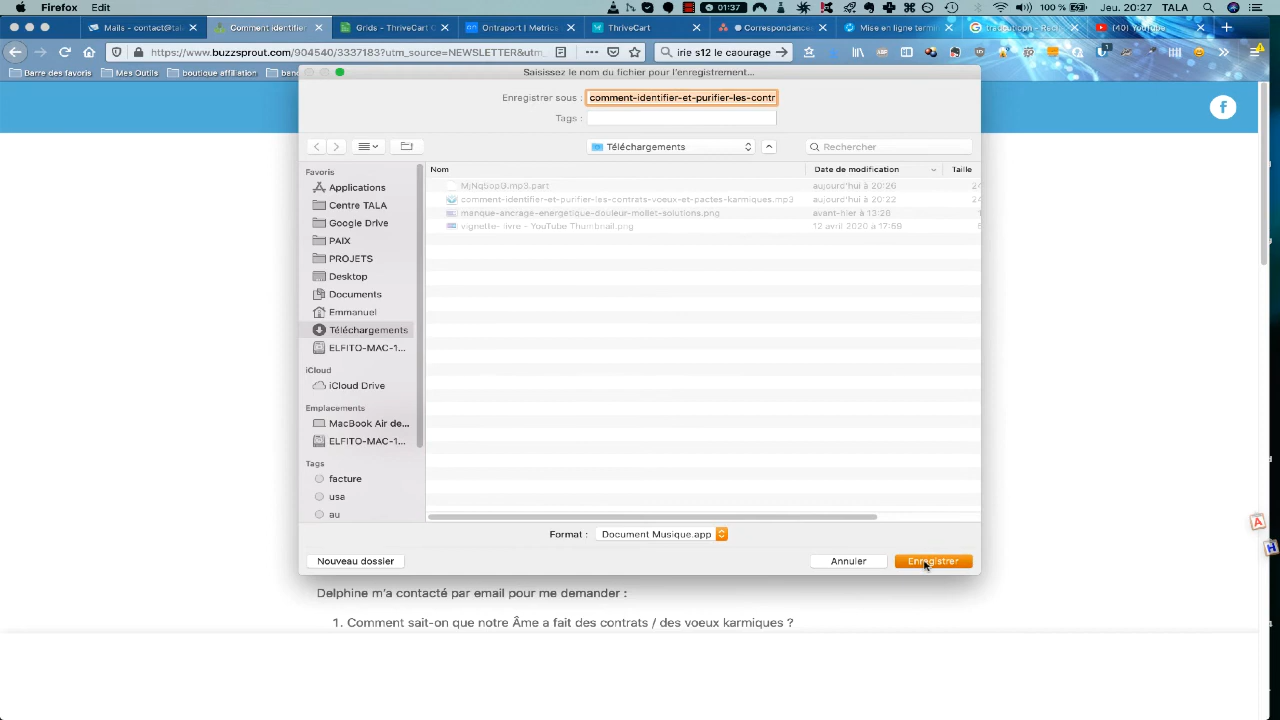 Firefox Edit 01:37 100 % Jeu. 20:27 TALA
Mails - contact@tal Comment identifier Grids - ThriveCart Ontraport | Metrics ThriveCart Correspondances Mise en ligne termi (40) YouTube
https://www.buzzsprout.com/904540/3337183?utm_source=NEWSLETTER&utm_ irie s12 le caourage
Barre des favoris Mes Outils boutique affiliation
Saisissez le nom du fichier pour l'enregistrement...
Enregistrer sous : comment-identifier-et-purifier-les-contr
Tags :
Téléchargements Rechercher
Favoris Nom Date de modification Taille
MjNq5opG.mp3.part aujourd'hui à 20:26
Applications
comment-identifier-et-purifier-les-contrats-voeux-et-pactes-karmiques.mp3 aujourd'hui à 20:22
Centre TALA
manque-ancrage-energetique-douleur-mollet-solutions.png avant-hier à 13:28
Google Drive
vignette- livre - YouTube Thumbnail.png 12 avril 2020 à 17:59
PAIX
PROJETS
Desktop
Documents
Emmanuel
Téléchargements
ELFITO-MAC-1...
iCloud
iCloud Drive
Emplacements
MacBook Air de...
ELFITO-MAC-1...
Tags
facture
usa
au
Format : Document Musique.app
Nouveau dossier Annuler Enregistrer
Delphine m'a contacté par email pour me demander :
1. Comment sait-on que notre Âme a fait des contrats / des voeux karmiques ?